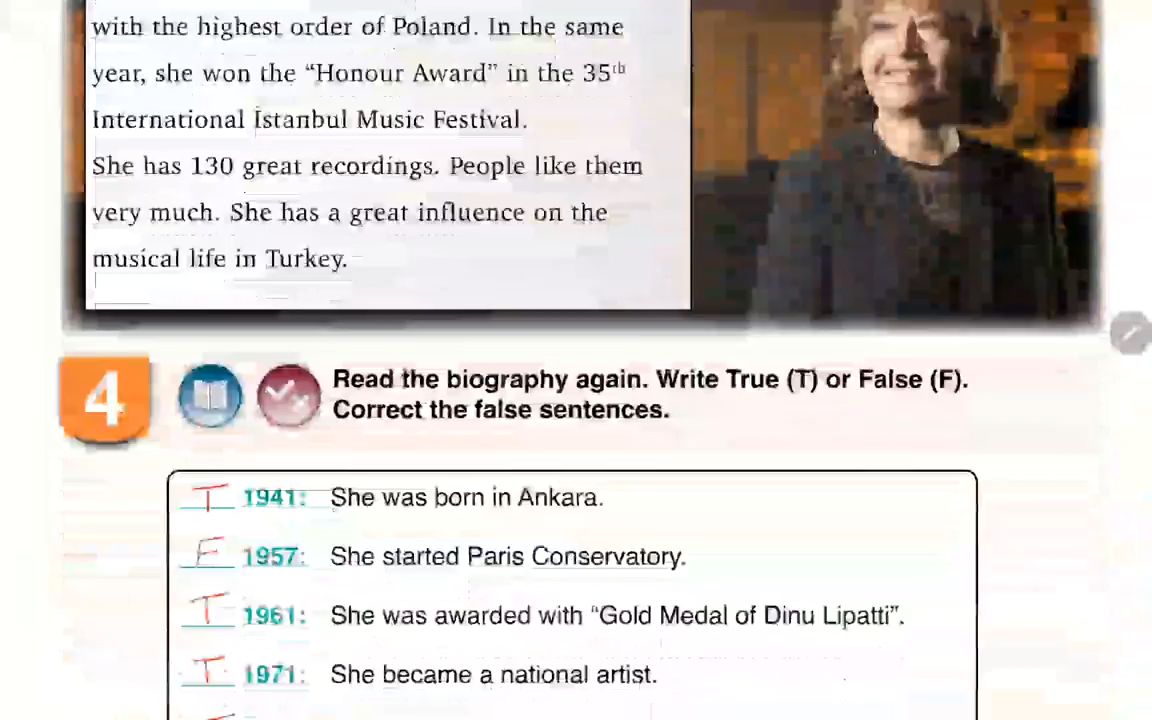 with the highest order of Poland. In the same
year, she won the “Honour Award” in the 35th
International İstanbul Music Festival.
She has 130 great recordings. People like them
very much. She has a great influence on the
musical life in Turkey.
4 Read the biography again. Write True (T) or False (F).
Correct the false sentences.
T 1941: She was born in Ankara.
F 1957: She started Paris Conservatory.
T 1961: She was awarded with “Gold Medal of Dinu Lipatti”.
T 1971: She became a national artist.